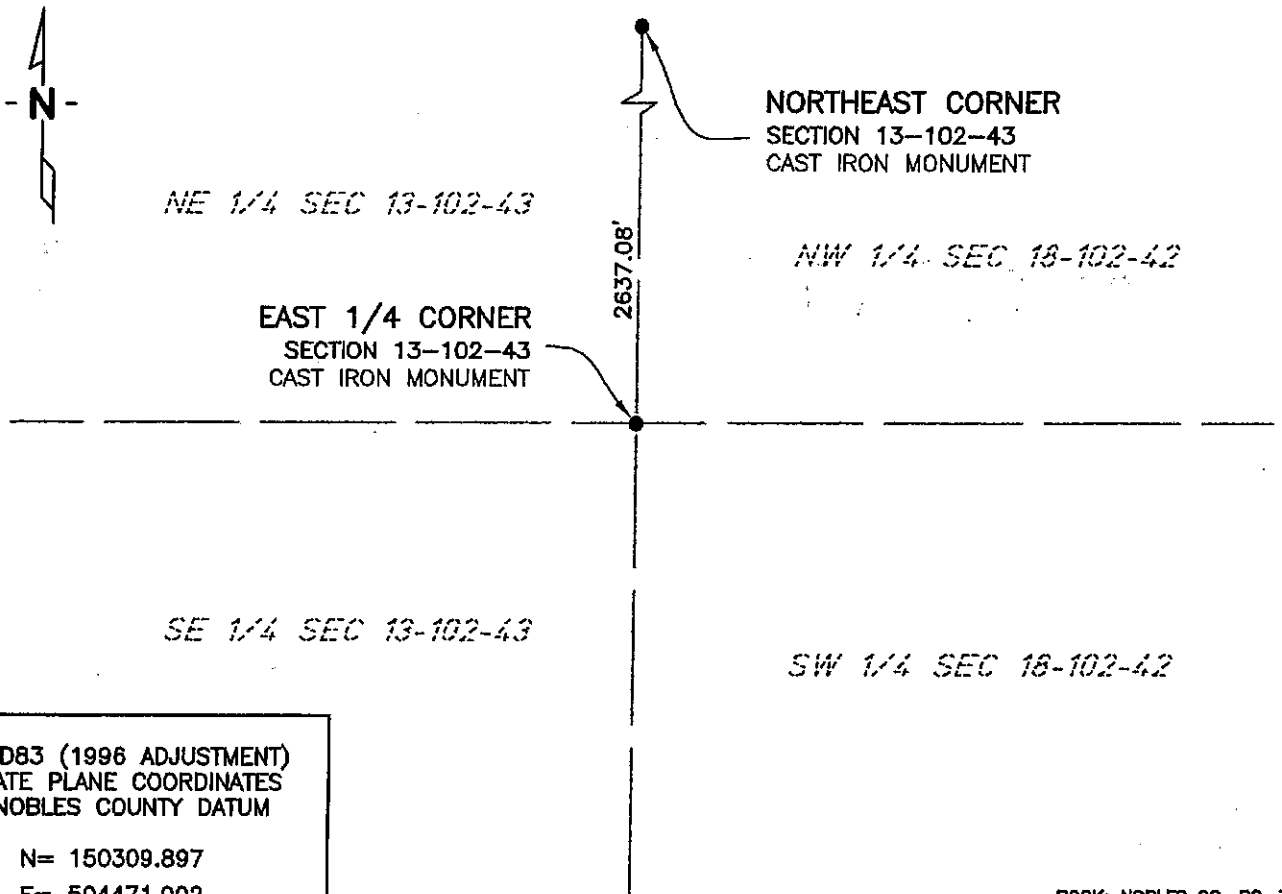 - N -
NORTHEAST CORNER
SECTION 13-102-43
CAST IRON MONUMENT
NE 1/4 SEC 13-102-43
2637.08'
NW 1/4 SEC 18-102-42
EAST 1/4 CORNER
SECTION 13-102-43
CAST IRON MONUMENT
SE 1/4 SEC 13-102-43
SW 1/4 SEC 18-102-42
D83 (1996 ADJUSTMENT)
ATE PLANE COORDINATES
NOBLES COUNTY DATUM
N= 150309.897